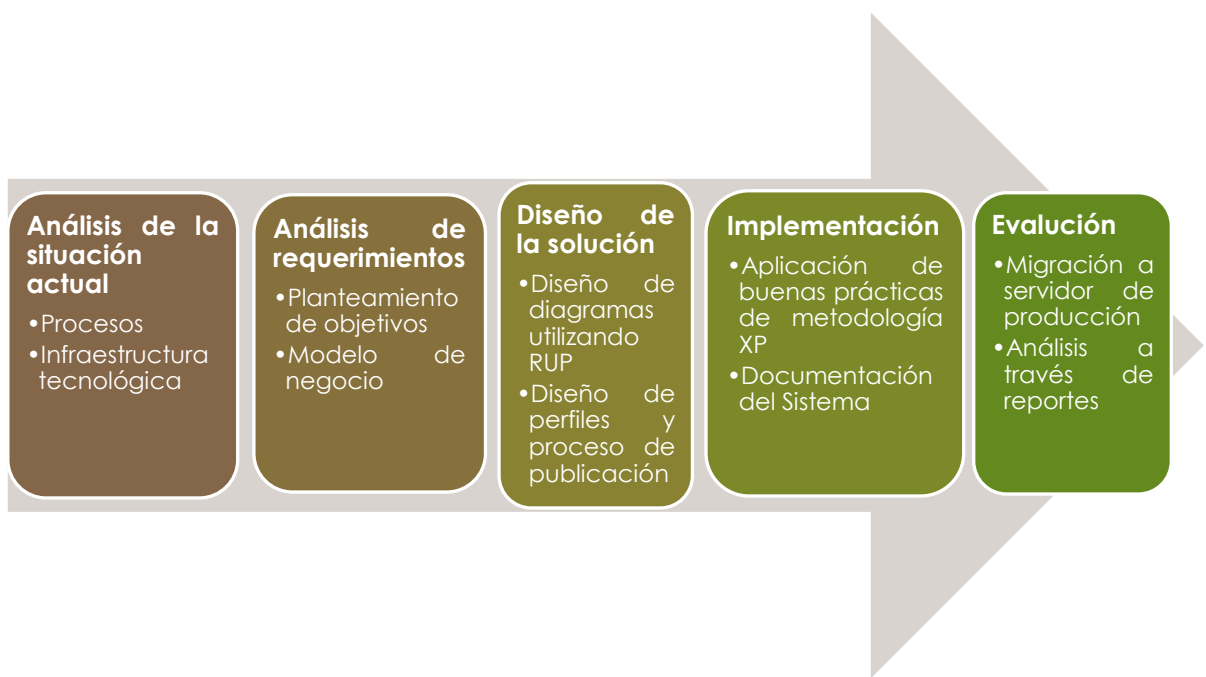 Análisis de la
situación
actual
•Procesos
•Infraestructura
tecnológica
Análisis de
requerimientos
•Planteamiento
de objetivos
•Modelo de
negocio
Diseño de
la solución
•Diseño de
diagramas
utilizando
RUP
•Diseño de
perfiles y
proceso de
publicación
Implementación
•Aplicación de
buenas prácticas
de metodología
XP
•Documentación
del Sistema
Evalución
•Migración a
servidor de
producción
•Análisis a
través de
reportes